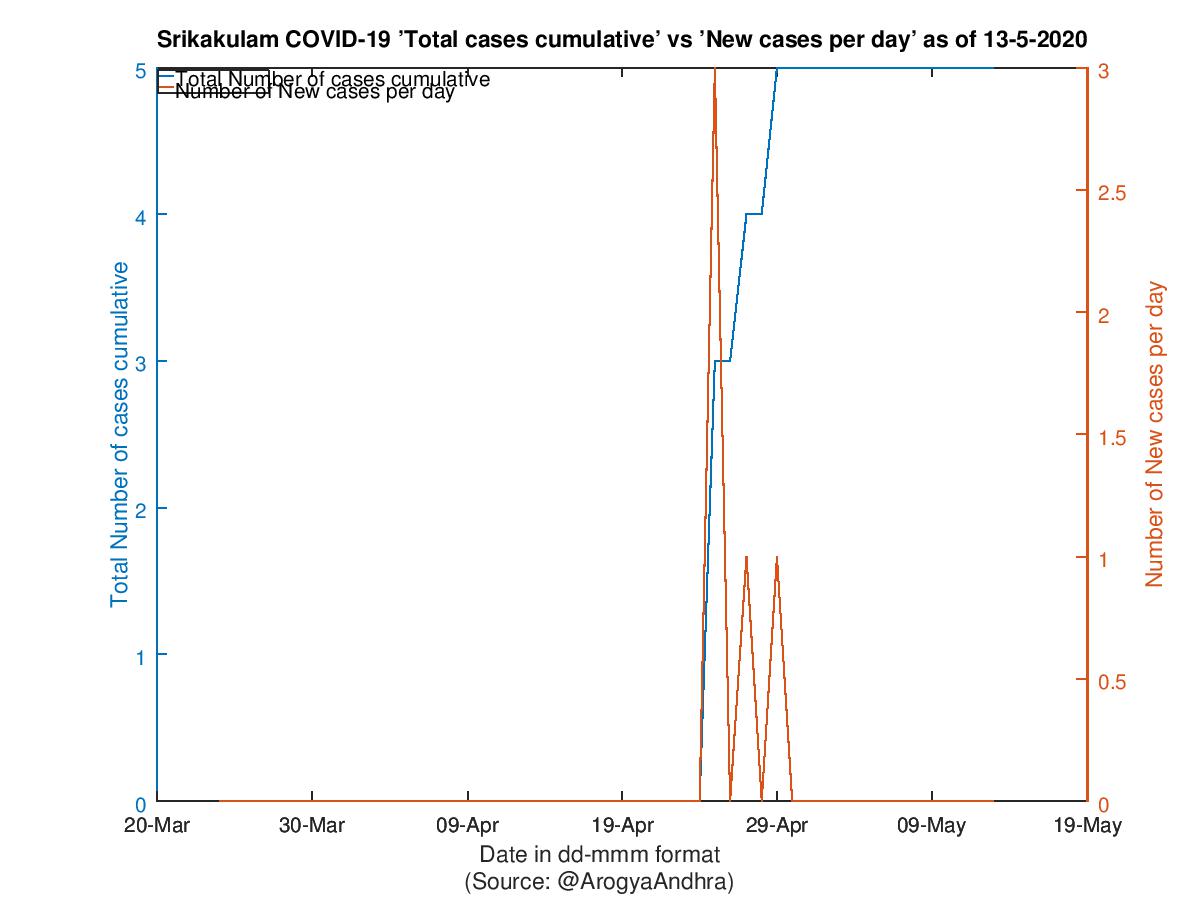 Srikakulam COVID-19 ’Total cases cumulative’ vs ’New cases per day’ as of 13-5-2020
Total Number of cases cumulative
Number of New cases per day
5
4
3
2
1
0
Total Number of cases cumulative
3
2.5
2
1.5
1
0.5
0
Number of New cases per day
20-Mar 30-Mar 09-Apr 19-Apr 29-Apr 09-May 19-May
Date in dd-mmm format
(Source: @ArogyaAndhra)